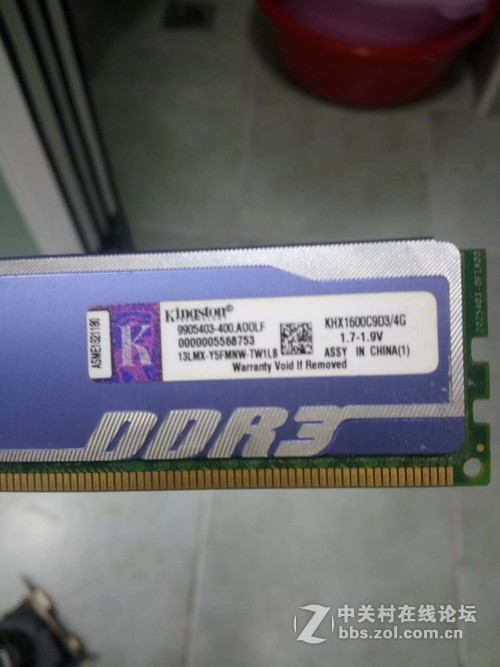 Kingston
9905403-400.A00LF
0000005568753
13LMX-Y5FMNW-TW1LB
Warranty Void If Removed
KHX1600C9D3/4G
1.7-1.9V
ASSY IN CHINA(1)
K
DDR3
中关村在线论坛
bbs.zol.com.cn